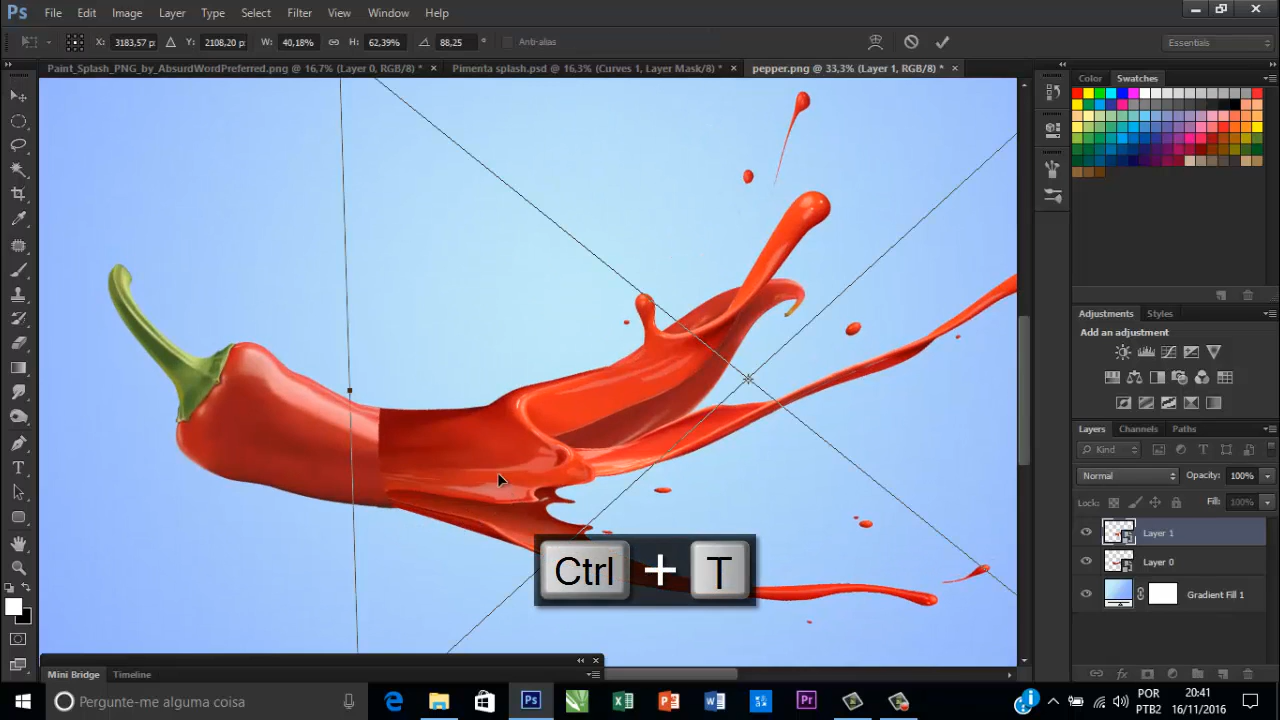 Ps File Edit Image Layer Type Select Filter 3D View Window Help
X: 3183,57 p Y: 2108,20 px W: 40,18% H: 62,39% 88,25 ° Anti-alias Essentials
Paint_Splash_PNG_by_AbsurdWordPreferred.png @ 16,7% (Layer 0, RGB/8) * × Pimenta splash.psd @ 16,3% (Curves 1, Layer Mask/8) * × pepper.png @ 33,3% (Layer 1, RGB/8) * ×
Color Swatches
Adjustments Styles
Add an adjustment
Layers Channels Paths
Kind
Normal Opacity: 100%
Lock: Fill: 100%
Layer 1
Layer 0
Gradient Fill 1
Ctrl + T
Mini Bridge Timeline
Pergunte-me alguma coisa
POR
PTB2
20:41
16/11/2016